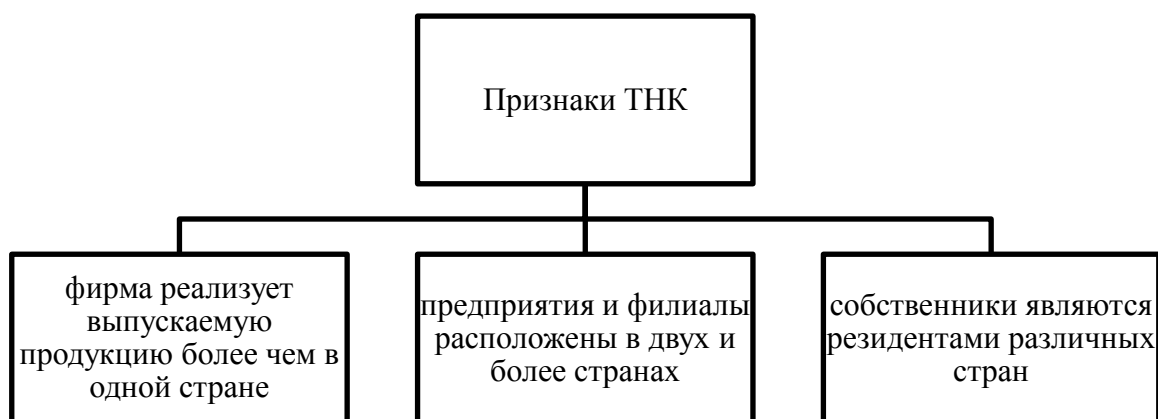 Признаки ТНК
фирма реализует
выпускаемую
продукцию более чем в
одной стране
предприятия и филиалы
расположены в двух и
более странах
собственники являются
резидентами различных
стран